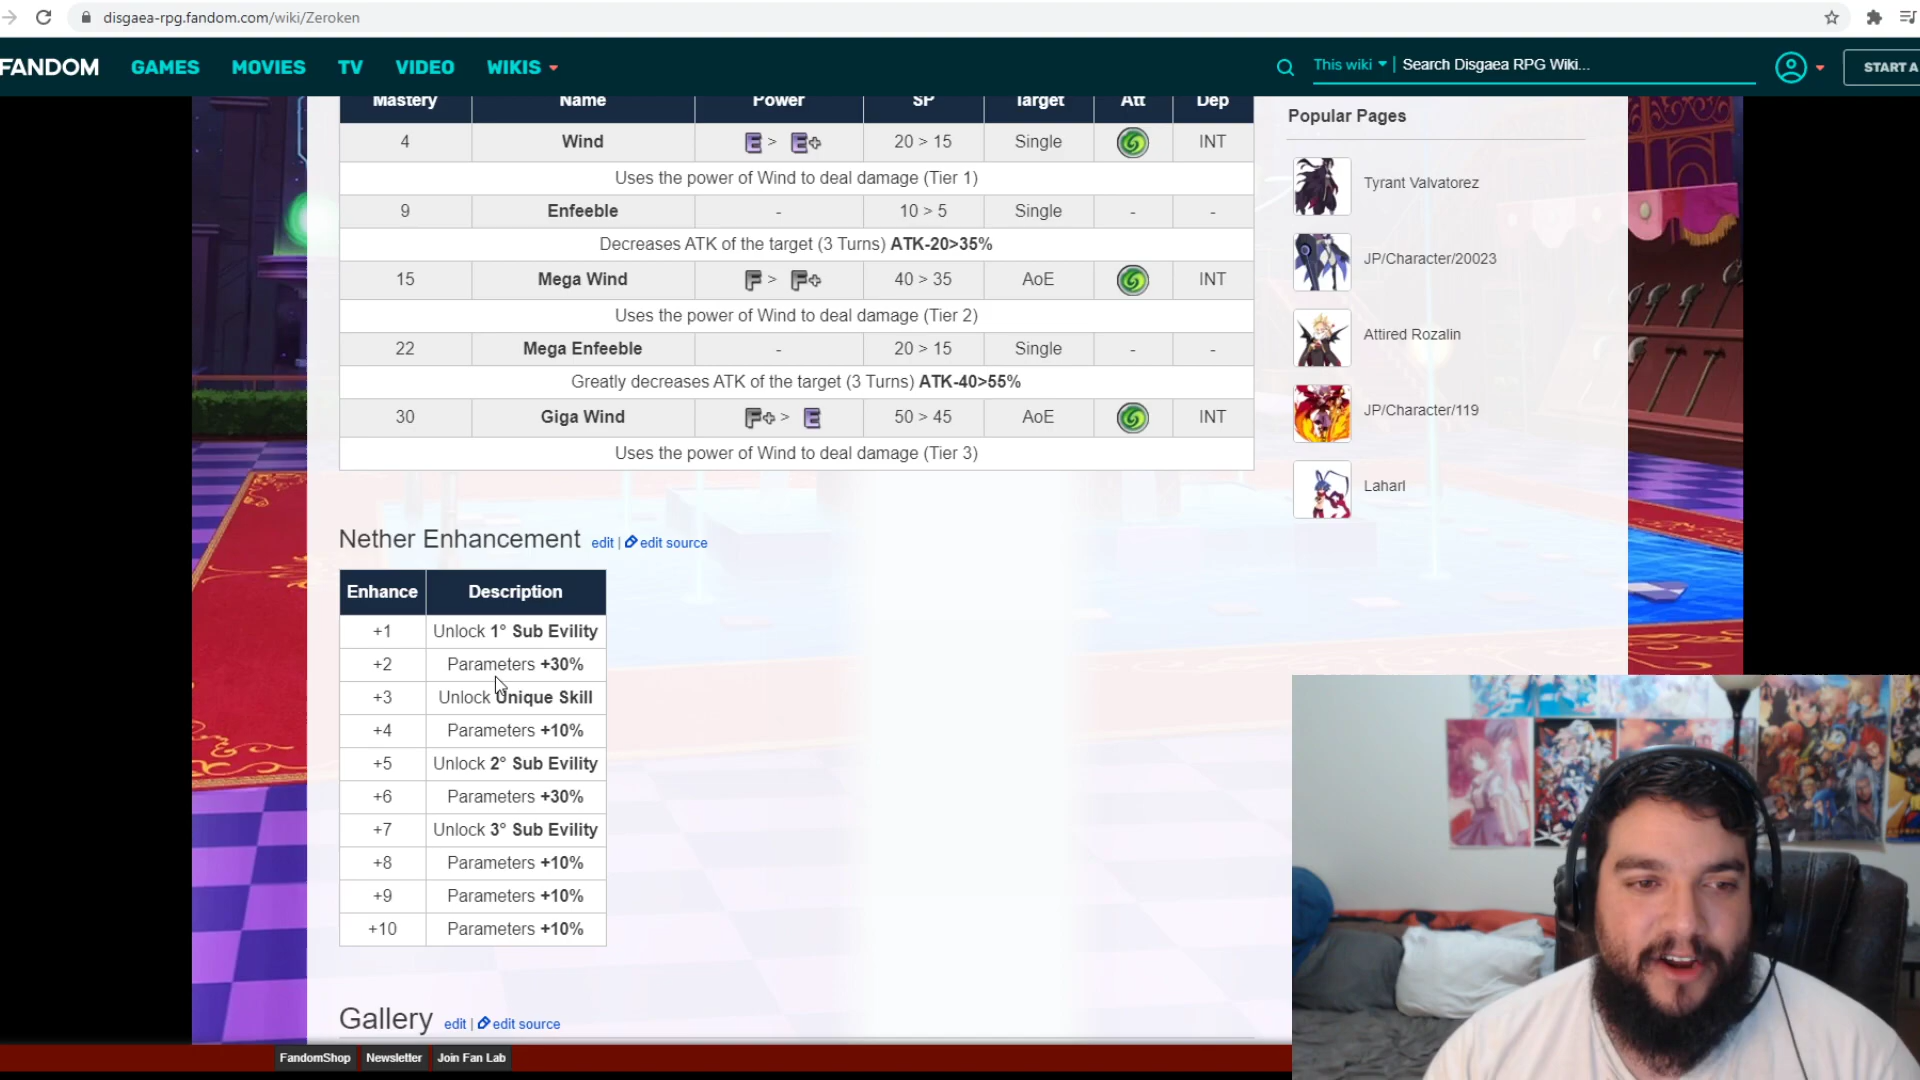 disgaea-rpg.fandom.com/wiki/Zeroken
FANDOM GAMES MOVIES TV VIDEO WIKIS This wiki Search Disgaea RPG Wiki... START A
Mastery Name Power SP Target Att Dep
4 Wind E > E+ 20 > 15 Single INT
Uses the power of Wind to deal damage (Tier 1)
9 Enfeeble - 10 > 5 Single - -
Decreases ATK of the target (3 Turns) ATK-20>35%
15 Mega Wind F > F+ 40 > 35 AoE INT
Uses the power of Wind to deal damage (Tier 2)
22 Mega Enfeeble - 20 > 15 Single - -
Greatly decreases ATK of the target (3 Turns) ATK-40>55%
30 Giga Wind F+ > E 50 > 45 AoE INT
Uses the power of Wind to deal damage (Tier 3)
Popular Pages
Tyrant Valvatorez
JP/Character/20023
Attired Rozalin
JP/Character/119
Laharl
Nether Enhancement edit | edit source
Enhance Description
+1 Unlock 1° Sub Evility
+2 Parameters +30%
+3 Unlock Unique Skill
+4 Parameters +10%
+5 Unlock 2° Sub Evility
+6 Parameters +30%
+7 Unlock 3° Sub Evility
+8 Parameters +10%
+9 Parameters +10%
+10 Parameters +10%
Gallery edit | edit source
FandomShop Newsletter Join Fan Lab